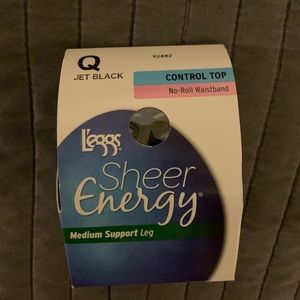 Q
92882
JET BLACK
CONTROL TOP
No-Roll Waistband
L'eggs
Sheer
Energy®
Medium Support Leg